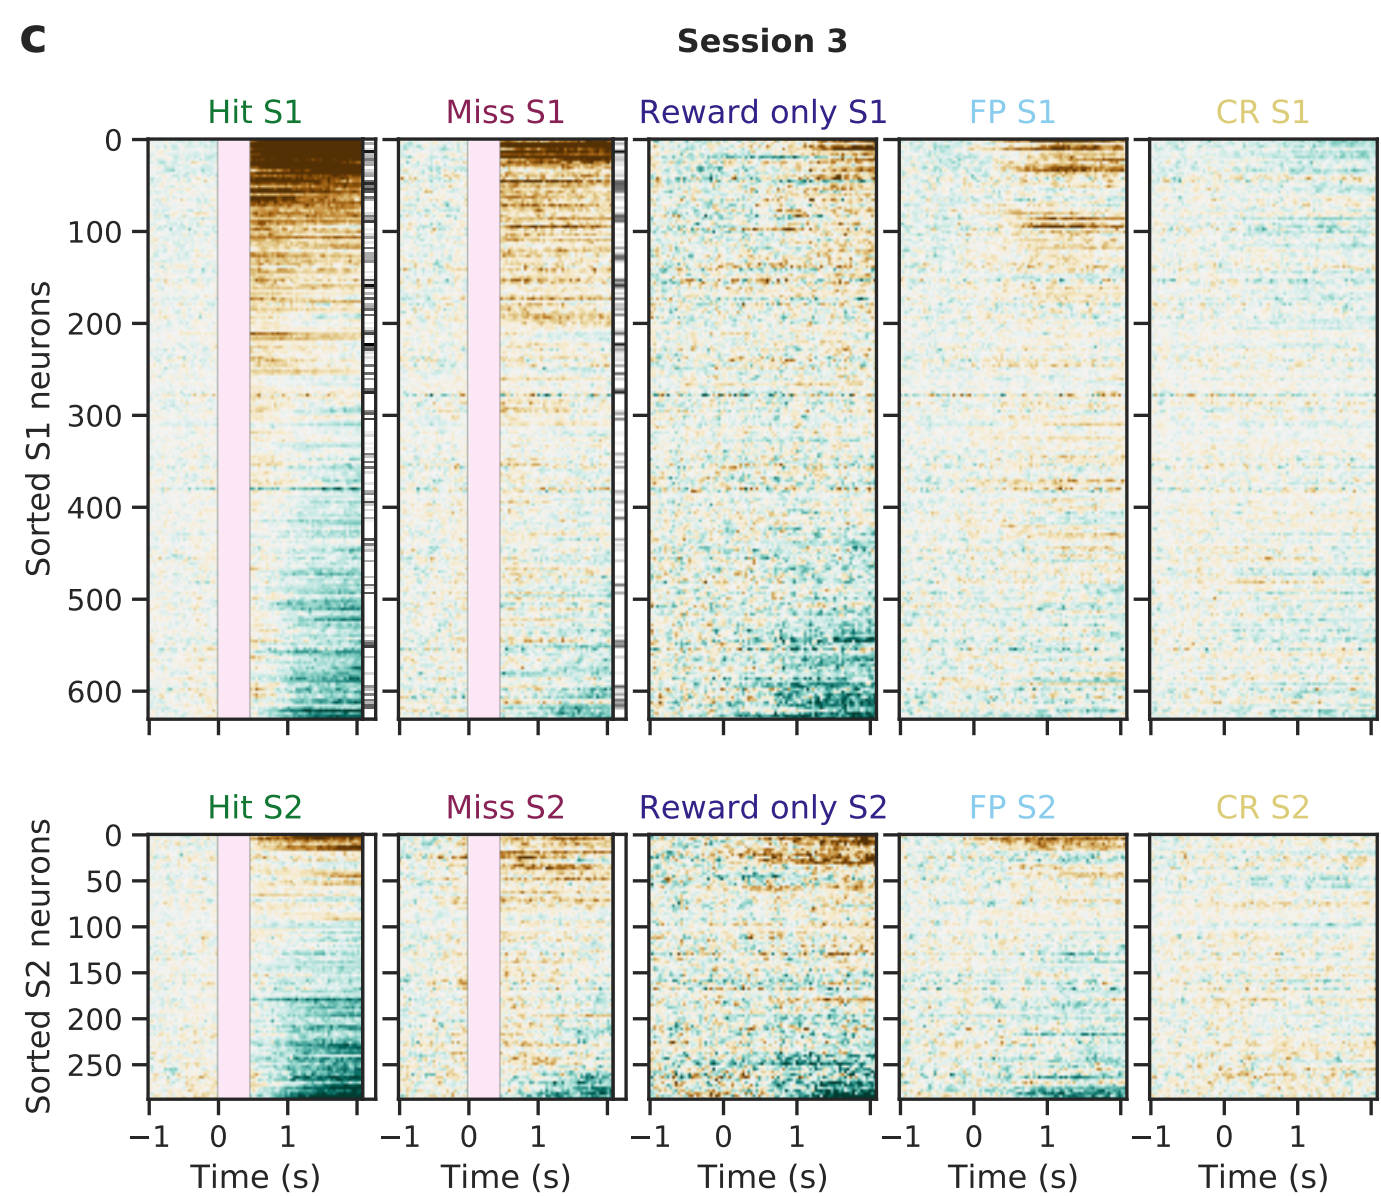 c
Session 3
Hit S1
Miss S1
Reward only S1
FP S1
CR S1
Sorted S1 neurons
0
100
200
300
400
500
600
Hit S2
Miss S2
Reward only S2
FP S2
CR S2
Sorted S2 neurons
0
50
100
150
200
250
−1 0 1 −1 0 1 −1 0 1 −1 0 1 −1 0 1
Time (s) Time (s) Time (s) Time (s) Time (s)